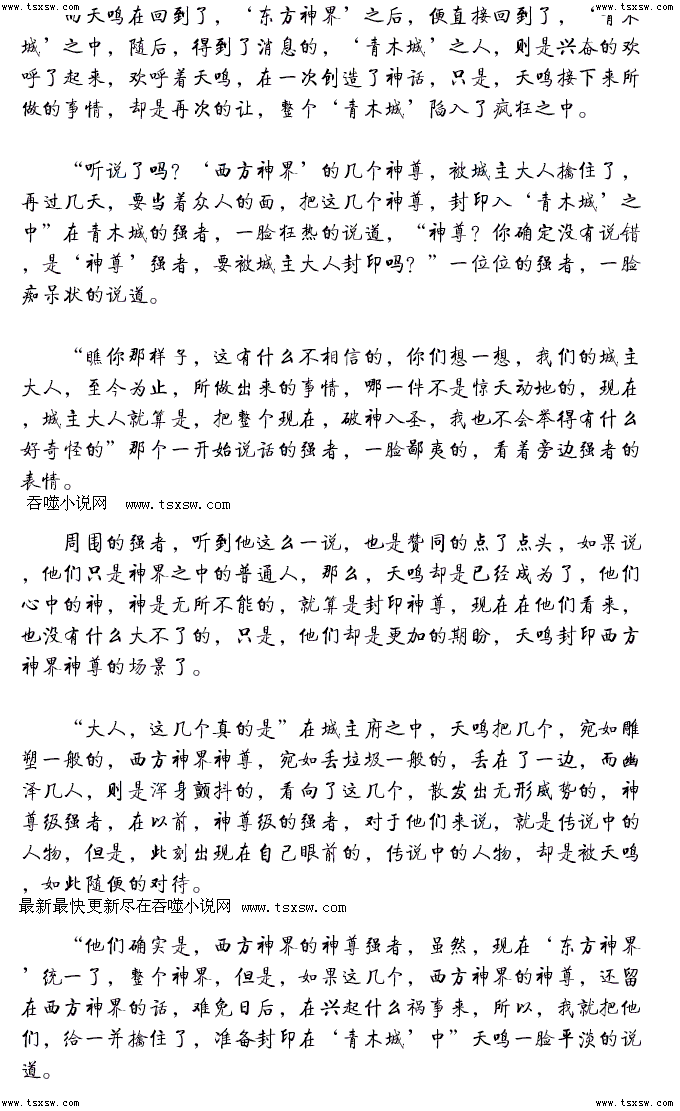 www.tsxsw.com www.tsxsw.com
而天鸣在回到了，‘东方神界’之后，便直接回到了，‘青木
城’之中，随后，得到了消息的，‘青木城’之人，则是兴奋的欢
呼了起来，欢呼着天鸣，在一次创造了神话，只是，天鸣接下来所
做的事情，却是再次的让，整个‘青木城’陷入了疯狂之中。
“听说了吗？‘西方神界’的几个神尊，被城主大人擒住了，
再过几天，要当着众人的面，把这几个神尊，封印入‘青木城’之
中”在青木城的强者，一脸狂热的说道，“神尊？你确定没有说错
，是‘神尊’强者，要被城主大人封印吗？”一位位的强者，一脸
痴呆状的说道。
“瞧你那样子，这有什么不相信的，你们想一想，我们的城主
大人，至今为止，所做出来的事情，哪一件不是惊天动地的，现在
，城主大人就算是，把整个现在，破神入圣，我也不会举得有什么
好奇怪的”那个一开始说话的强者，一脸鄙夷的，看着旁边强者的
表情。
吞噬小说网 www.tsxsw.com
周围的强者，听到他这么一说，也是赞同的点了点头，如果说
，他们只是神界之中的普通人，那么，天鸣却是已经成为了，他们
心中的神，神是无所不能的，就算是封印神尊，现在在他们看来，
也没有什么大不了的，只是，他们却是更加的期盼，天鸣封印西方
神界神尊的场景了。
“大人，这几个真的是”在城主府之中，天鸣把几个，宛如雕
塑一般的，西方神界神尊，宛如丢垃圾一般的，丢在了一边，而幽
泽几人，则是浑身颤抖的，看向了这几个，散发出无形威势的，神
尊级强者，在以前，神尊级的强者，对于他们来说，就是传说中的
人物，但是，此刻出现在自己眼前的，传说中的人物，却是被天鸣
，如此随便的对待。
最新最快更新尽在吞噬小说网 www.tsxsw.com
“他们确实是，西方神界的神尊强者，虽然，现在‘东方神界
’统一了，整个神界，但是，如果这几个，西方神界的神尊，还留
在西方神界的话，难免日后，在兴起什么祸事来，所以，我就把他
们，给一并擒住了，准备封印在‘青木城’中”天鸣一脸平淡的说
道。
www.tsxsw.com www.tsxsw.com